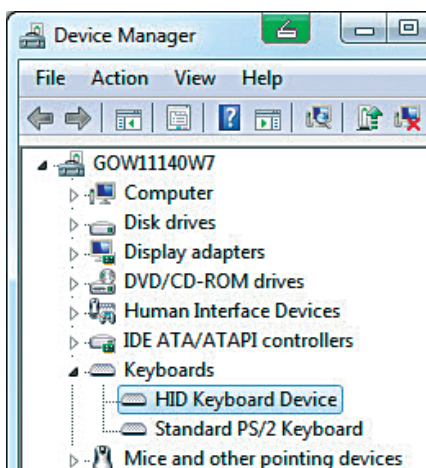 Device Manager
File Action View Help
GOW11140W7
Computer
Disk drives
Display adapters
DVD/CD-ROM drives
Human Interface Devices
IDE ATA/ATAPI controllers
Keyboards
HID Keyboard Device
Standard PS/2 Keyboard
Mice and other pointing devices